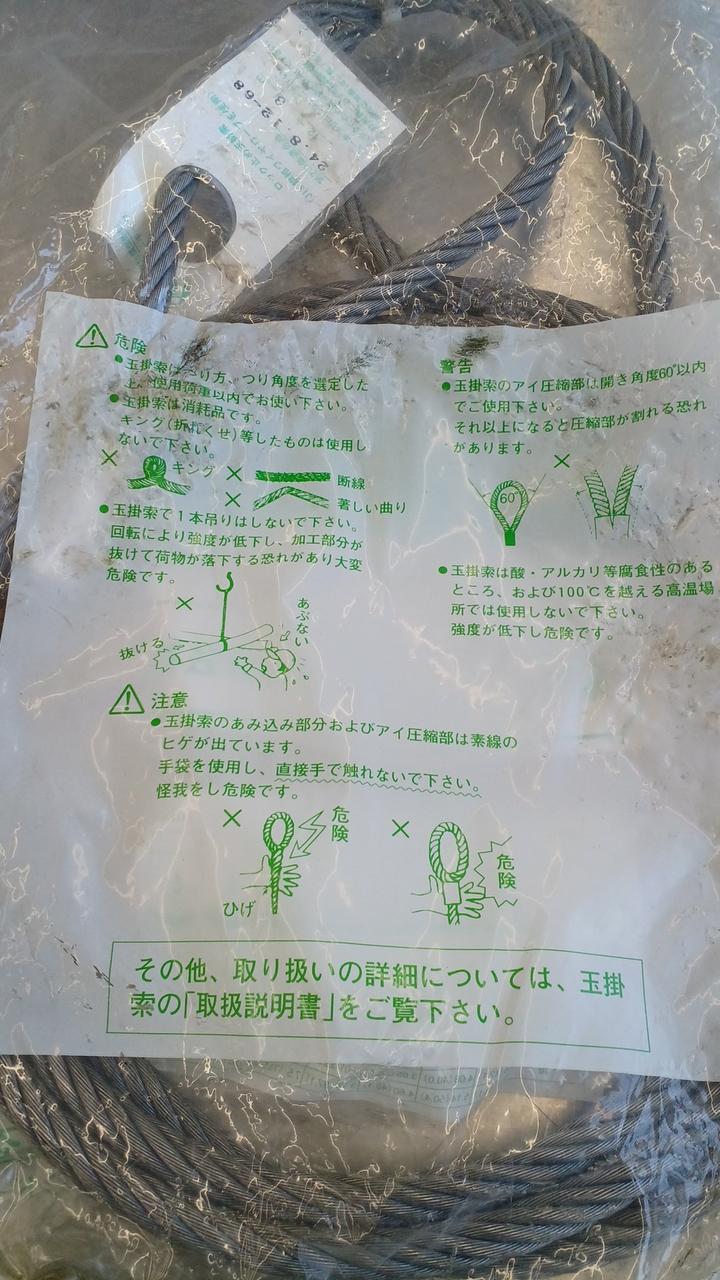 24.8.12-68
3
ロック止め玉掛索
危険
●玉掛索はつり方、つり角度を選定した
上、使用荷重以内でお使い下さい。
●玉掛索は消耗品です。
キング(折れくせ)等したものは使用し
ないで下さい。
× キング × 断線
× 著しい曲り
●玉掛索で1本吊りはしないで下さい。
回転により強度が低下し、加工部分が
抜けて荷物が落下する恐れがあり大変
危険です。
×
あぶない
抜ける
警告
●玉掛索のアイ圧縮部は開き角度60°以内
でご使用下さい。
それ以上になると圧縮部が割れる恐れ
があります。
×
60°
●玉掛索は酸・アルカリ等腐食性のある
ところ、および100℃を越える高温場
所では使用しないで下さい。
強度が低下し危険です。
注意
●玉掛索のあみ込み部分およびアイ圧縮部は素線の
ヒゲが出ています。
手袋を使用し、直接手で触れないで下さい。
怪我をし危険です。
× 危険
ひげ
× 危険
その他、取り扱いの詳細については、玉掛
索の「取扱説明書」をご覧下さい。